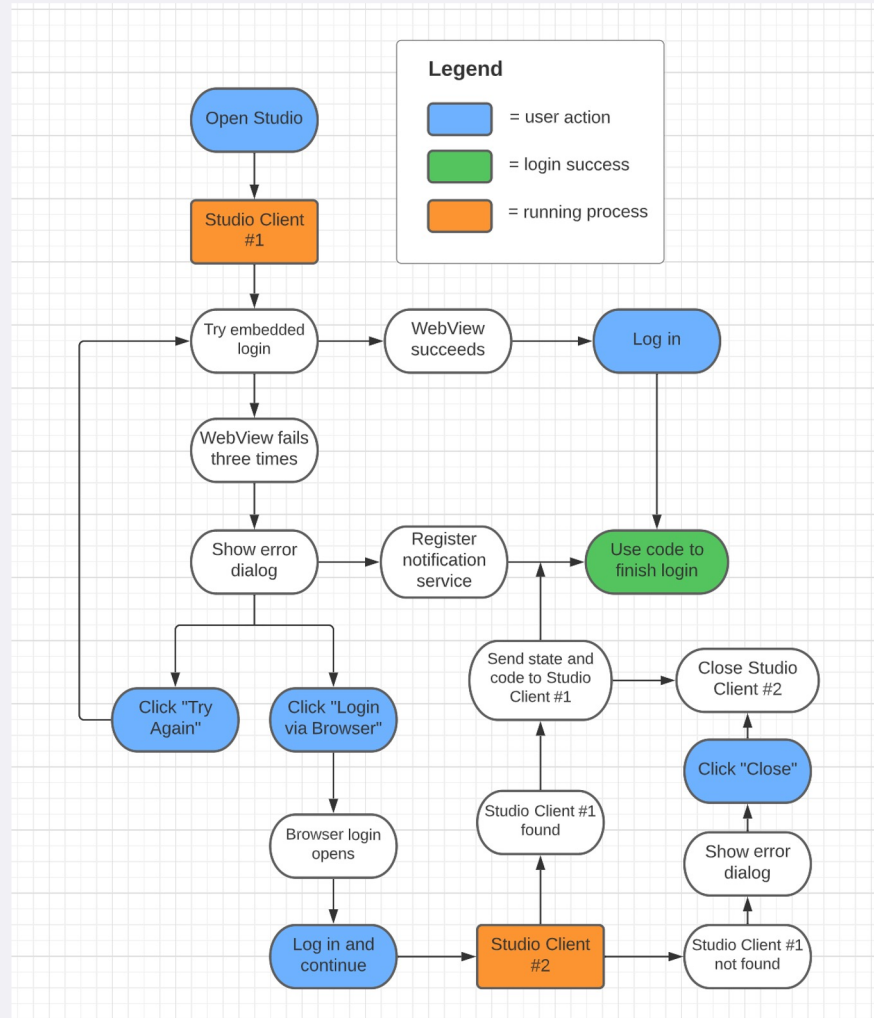 Legend
= user action
= login success
= running process
Open Studio
Studio Client
#1
Try embedded
login
WebView
succeeds
Log in
WebView fails
three times
Show error
dialog
Register
notification
service
Use code to
finish login
Click "Try
Again"
Click "Login
via Browser"
Send state and
code to Studio
Client #1
Close Studio
Client #2
Click "Close"
Browser login
opens
Studio Client #1
found
Show error
dialog
Log in and
continue
Studio Client
#2
Studio Client #1
not found